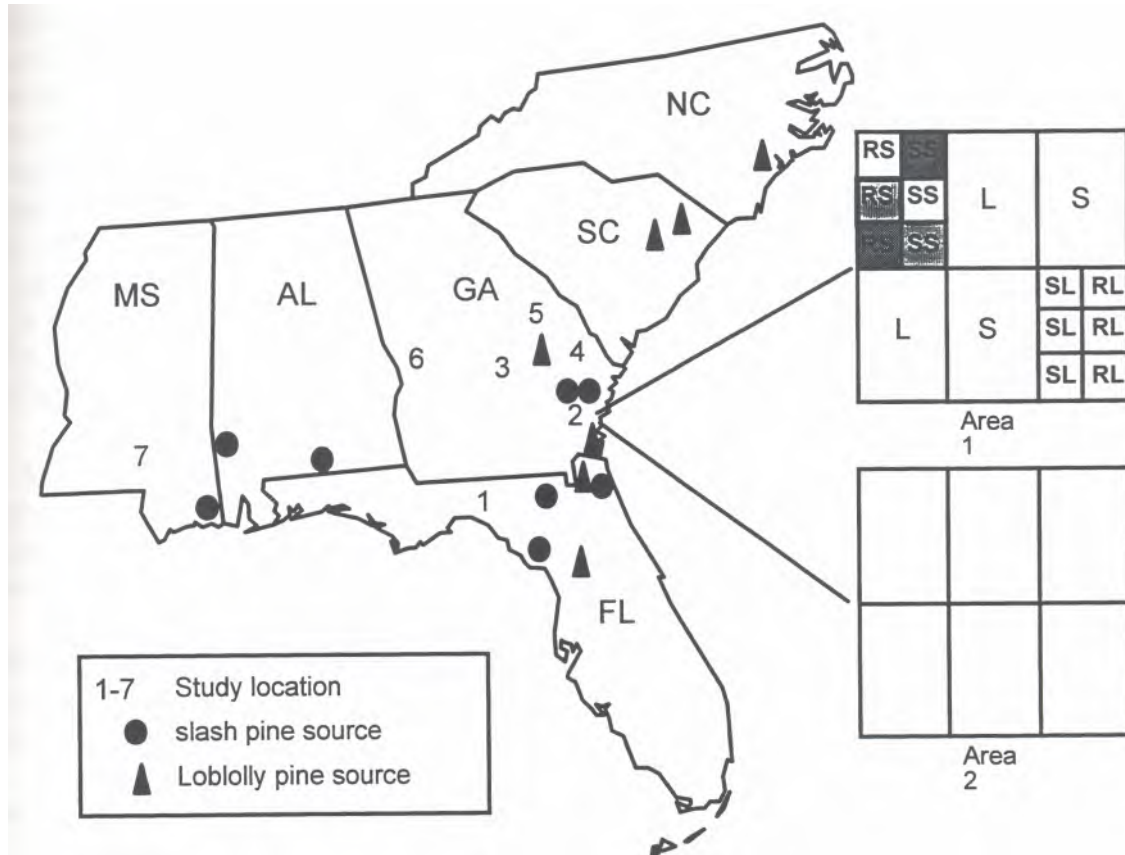 NC
SC
MS
AL
GA
5
4
6
3
2
7
1
FL
1-7 Study location
slash pine source
Loblolly pine source
RS SS
RS SS
RS SS
L
S
L
S
SL RL
SL RL
SL RL
Area
1
Area
2